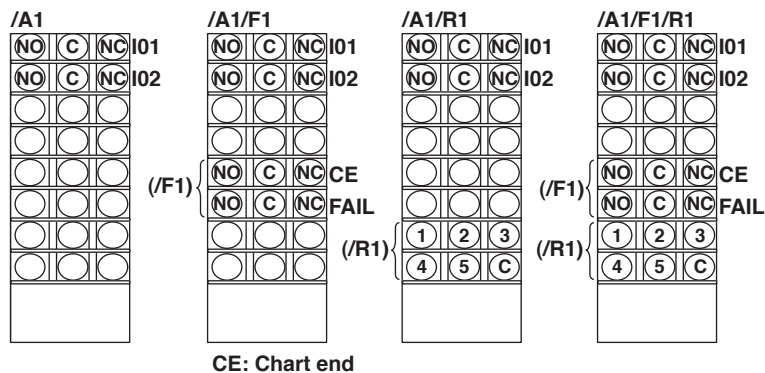 /A1 /A1/F1 /A1/R1 /A1/F1/R1
NO C NC I01 NO C NC I01 NO C NC I01 NO C NC I01
NO C NC I02 NO C NC I02 NO C NC I02 NO C NC I02
(/F1) NO C NC CE (/F1) NO C NC CE
NO C NC FAIL NO C NC FAIL
(/R1) 1 2 3 (/R1) 1 2 3
4 5 C 4 5 C
CE: Chart end